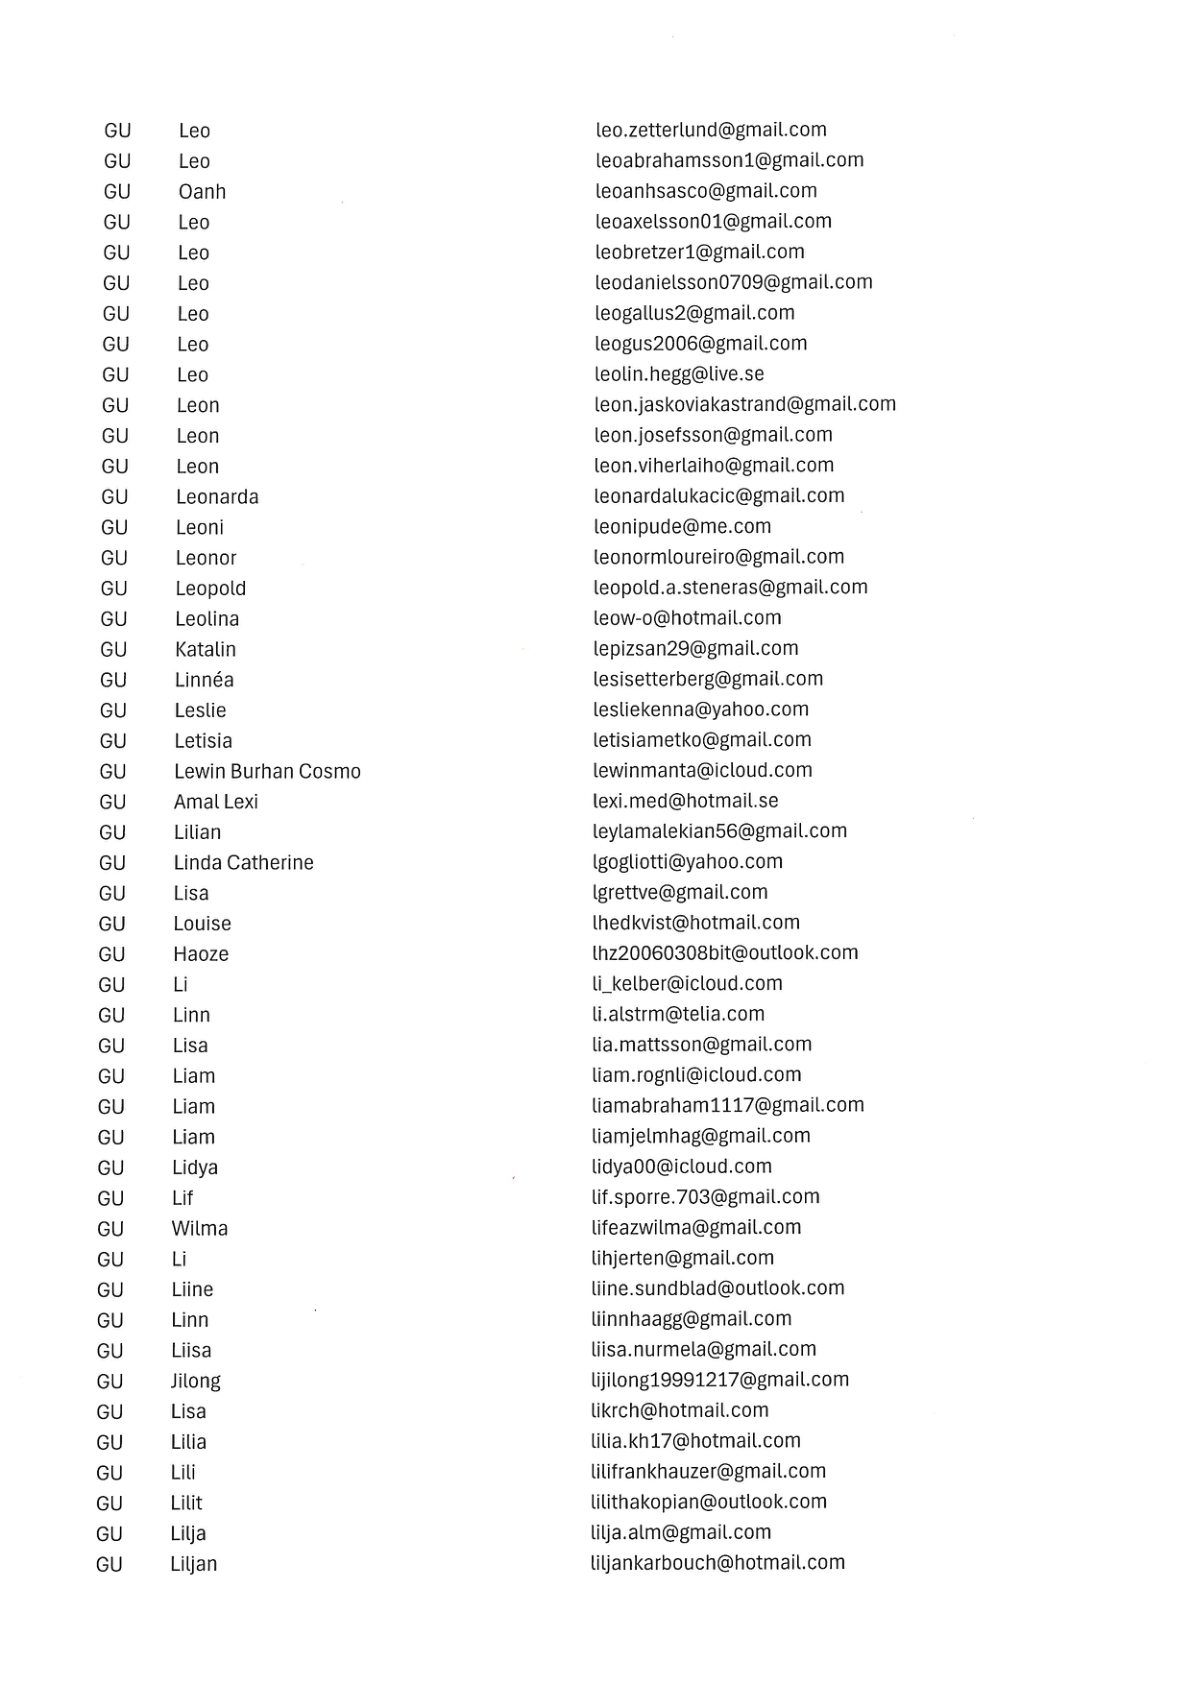 GU Leo leo.zetterlund@gmail.com
GU Leo leoabrahamsson1@gmail.com
GU Oanh leoanhsasco@gmail.com
GU Leo leoaxelsson01@gmail.com
GU Leo leobretzer1@gmail.com
GU Leo leodanielsson0709@gmail.com
GU Leo leogallus2@gmail.com
GU Leo leogus2006@gmail.com
GU Leo leolin.hegg@live.se
GU Leon leon.jaskoviakastrand@gmail.com
GU Leon leon.josefsson@gmail.com
GU Leon leon.viherlaiho@gmail.com
GU Leonarda leonardalukacic@gmail.com
GU Leoni leonipude@me.com
GU Leonor leonormloureiro@gmail.com
GU Leopold leopold.a.steneras@gmail.com
GU Leolina leow-o@hotmail.com
GU Katalin lepizsan29@gmail.com
GU Linnéa lesisetterberg@gmail.com
GU Leslie lesliekenna@yahoo.com
GU Letisia letisiametko@gmail.com
GU Lewin Burhan Cosmo lewinmanta@icloud.com
GU Amal Lexi lexi.med@hotmail.se
GU Lilian leylamalekian56@gmail.com
GU Linda Catherine lgogliotti@yahoo.com
GU Lisa lgrettve@gmail.com
GU Louise lhedkvist@hotmail.com
GU Haoze lhz20060308bit@outlook.com
GU Li li_kelber@icloud.com
GU Linn li.alstrm@telia.com
GU Lisa lia.mattsson@gmail.com
GU Liam liam.rognli@icloud.com
GU Liam liamabraham1117@gmail.com
GU Liam liamjelmhag@gmail.com
GU Lidya lidya00@icloud.com
GU Lif lif.sporre.703@gmail.com
GU Wilma lifeazwilma@gmail.com
GU Li lihjerten@gmail.com
GU Liine liine.sundblad@outlook.com
GU Linn liinnhaagg@gmail.com
GU Liisa liisa.nurmela@gmail.com
GU Jilong lijilong19991217@gmail.com
GU Lisa likrch@hotmail.com
GU Lilia lilia.kh17@hotmail.com
GU Lili lilifrankhauzer@gmail.com
GU Lilit lilithakopian@outlook.com
GU Lilja lilja.alm@gmail.com
GU Liljan liljankarbouch@hotmail.com